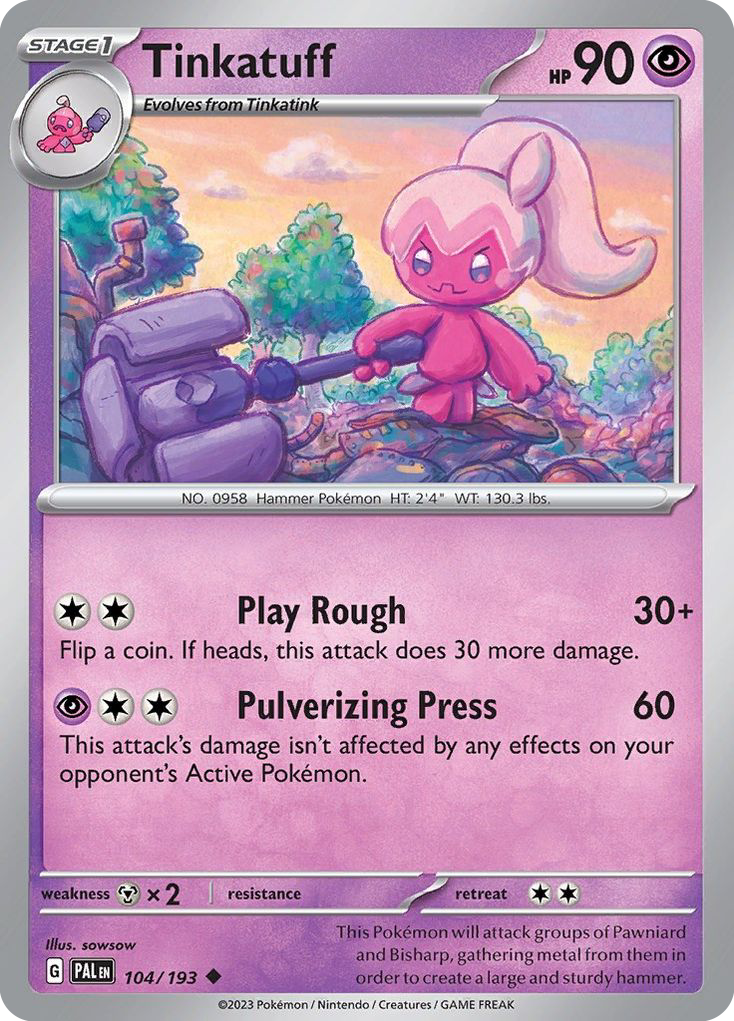 STAGE1
Tinkatuff
HP 90
Evolves from Tinkatink
NO. 0958 Hammer Pokémon HT: 2'4" WT: 130.3 lbs.
Play Rough 30+
Flip a coin. If heads, this attack does 30 more damage.
Pulverizing Press 60
This attack's damage isn't affected by any effects on your
opponent's Active Pokémon.
weakness ×2 resistance retreat
Illus. sowsow
This Pokémon will attack groups of Pawniard
and Bisharp, gathering metal from them in
order to create a large and sturdy hammer.
G PAL EN 104/193
©2023 Pokémon / Nintendo / Creatures / GAME FREAK